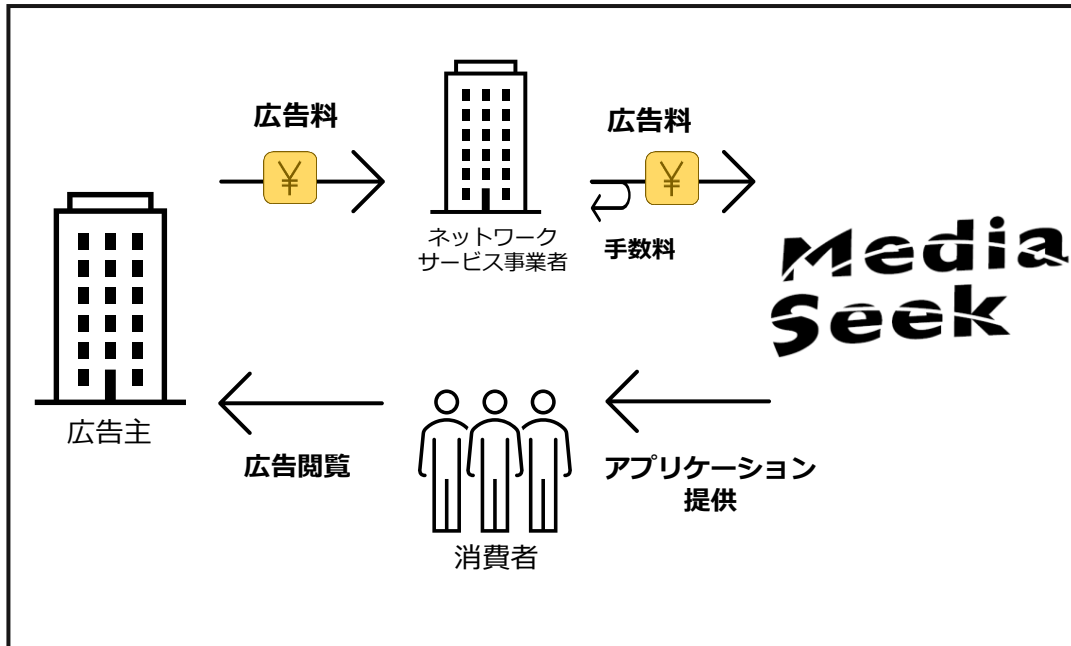 広告料
¥
ネットワーク
サービス事業者
広告料
¥
手数料
Media
Seek
広告主
広告閲覧
消費者
アプリケーション
提供